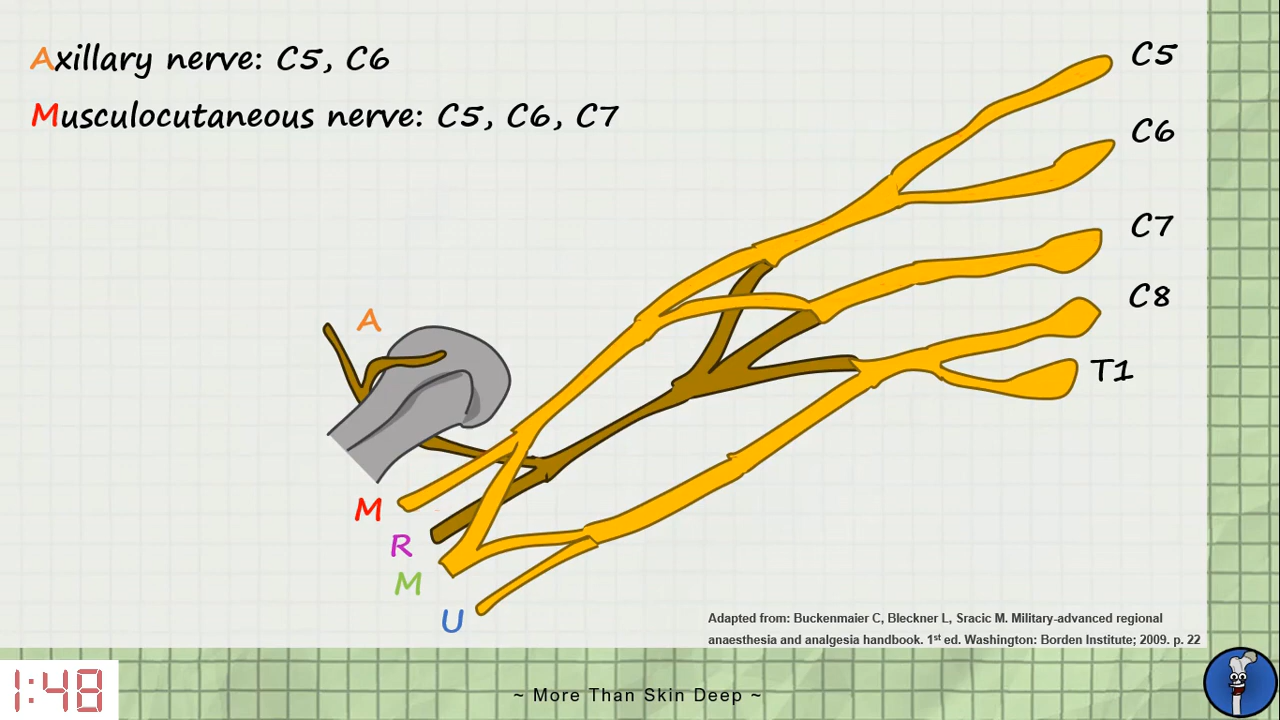 Axillary nerve: C5, C6
Musculocutaneous nerve: C5, C6, C7
C5
C6
C7
C8
T1
A
M
R
M
U
Adapted from: Buckenmaier C, Bleckner L, Sracic M. Military-advanced regional
anaesthesia and analgesia handbook. 1st ed. Washington: Borden Institute; 2009. p. 22
1:48
~ More Than Skin Deep ~